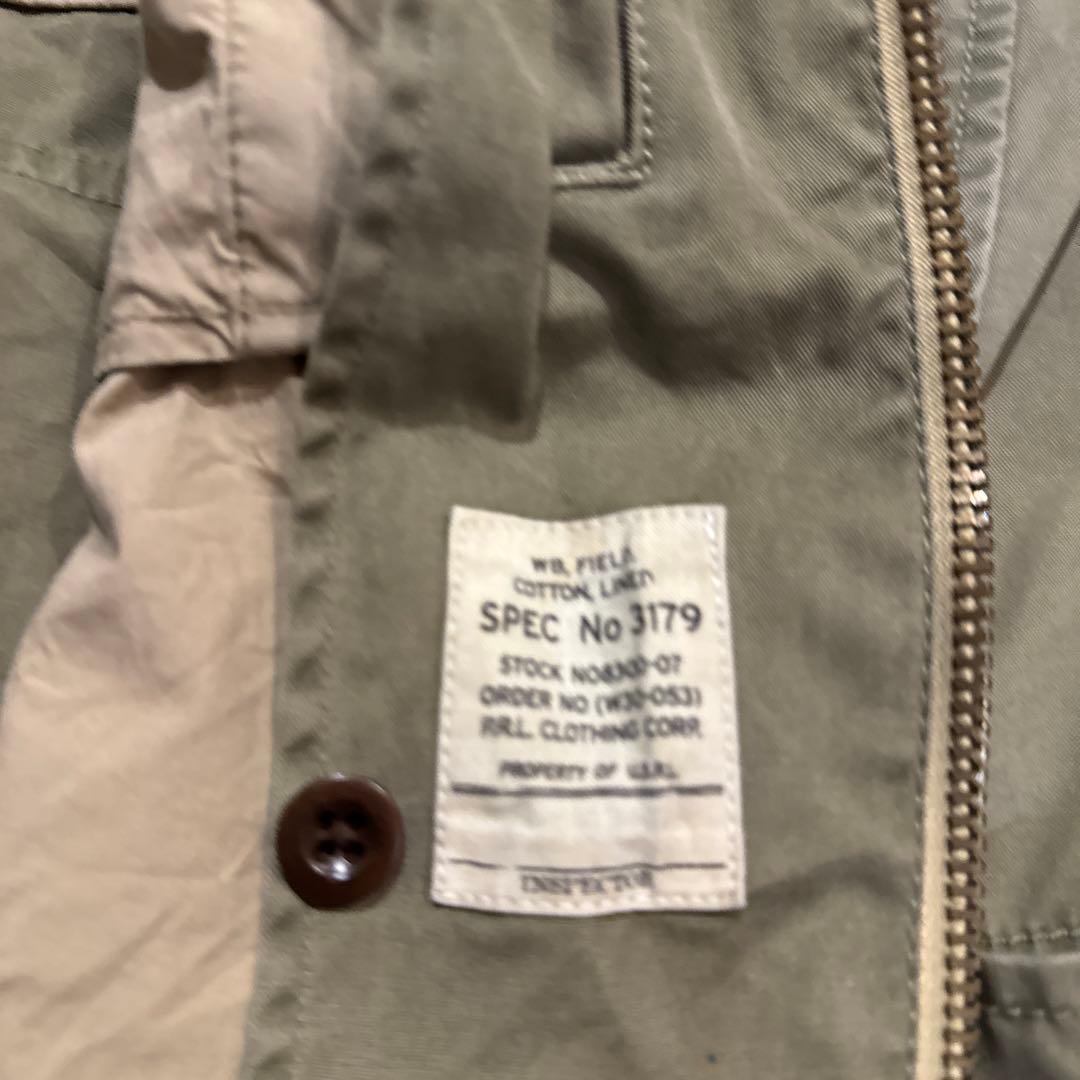 WB, FIELD
COTTON, LINED
SPEC No 3179
STOCK NO8300-07
ORDER NO (W30-053)
R.R.L. CLOTHING CORP.
PROPERTY OF U.S.R.L.
INSPECTOR